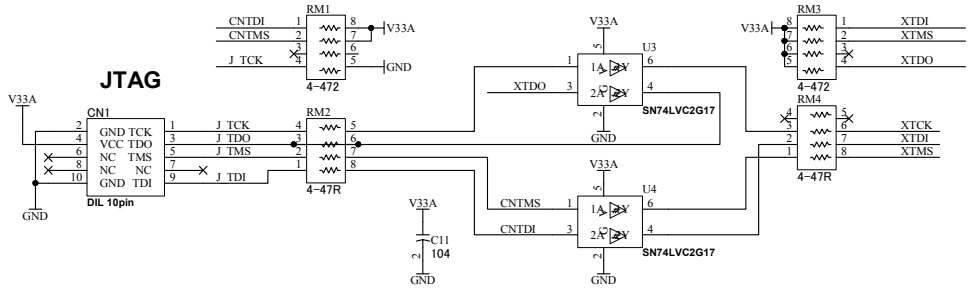 RM1
CNTDI 1 8 V33A
CNTMS 2 7
3 6
J_TCK 4 5 GND
4-472
V33A
5 U3
1 1A 1Y 6
XTDO 3 2A 2Y 4
2 SN74LVC2G17
GND
RM3
V33A 8 1 XTDI
7 2 XTMS
6 3
5 4 XTDO
4-472
JTAG
V33A
CN1
2 GND TCK 1 J_TCK
4 VCC TDO 3 J_TDO
6 NC TMS 5 J_TMS
8 NC NC 7
10 GND TDI 9 J_TDI
DIL 10pin
GND
RM2
4 5
3 6
2 7
1 8
4-47R
RM4
4 5
3 6 XTCK
2 7 XTDI
1 8 XTMS
4-47R
V33A
C11
104
2
GND
V33A
5 U4
CNTMS 1 1A 1Y 6
CNTDI 3 2A 2Y 4
2 SN74LVC2G17
GND